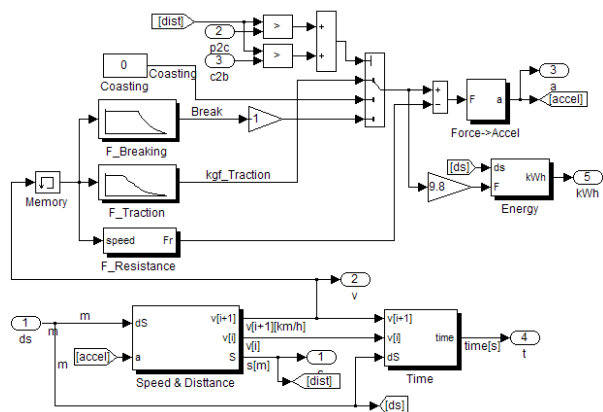 [dist]
2
p2c
>
+
+
3
c2b
>
0
Coasting
Coasting
Break
-1
F_Breaking
kgf_Traction
F_Traction
Memory
speed Fr
F_Resistance
+
−
F a
Force->Accel
3
a
[accel]
[ds]
9.8
ds
F
kWh
Energy
5
kWh
2
v
1
ds
m
m
m
[accel]
dS
a
v[i+1]
v[i]
S
Speed & Disttance
v[i+1][km/h]
v[i]
s[m]
1
[dist]
v[i+1]
v[i]
dS
time
Time
time[s]
4
t
[ds]